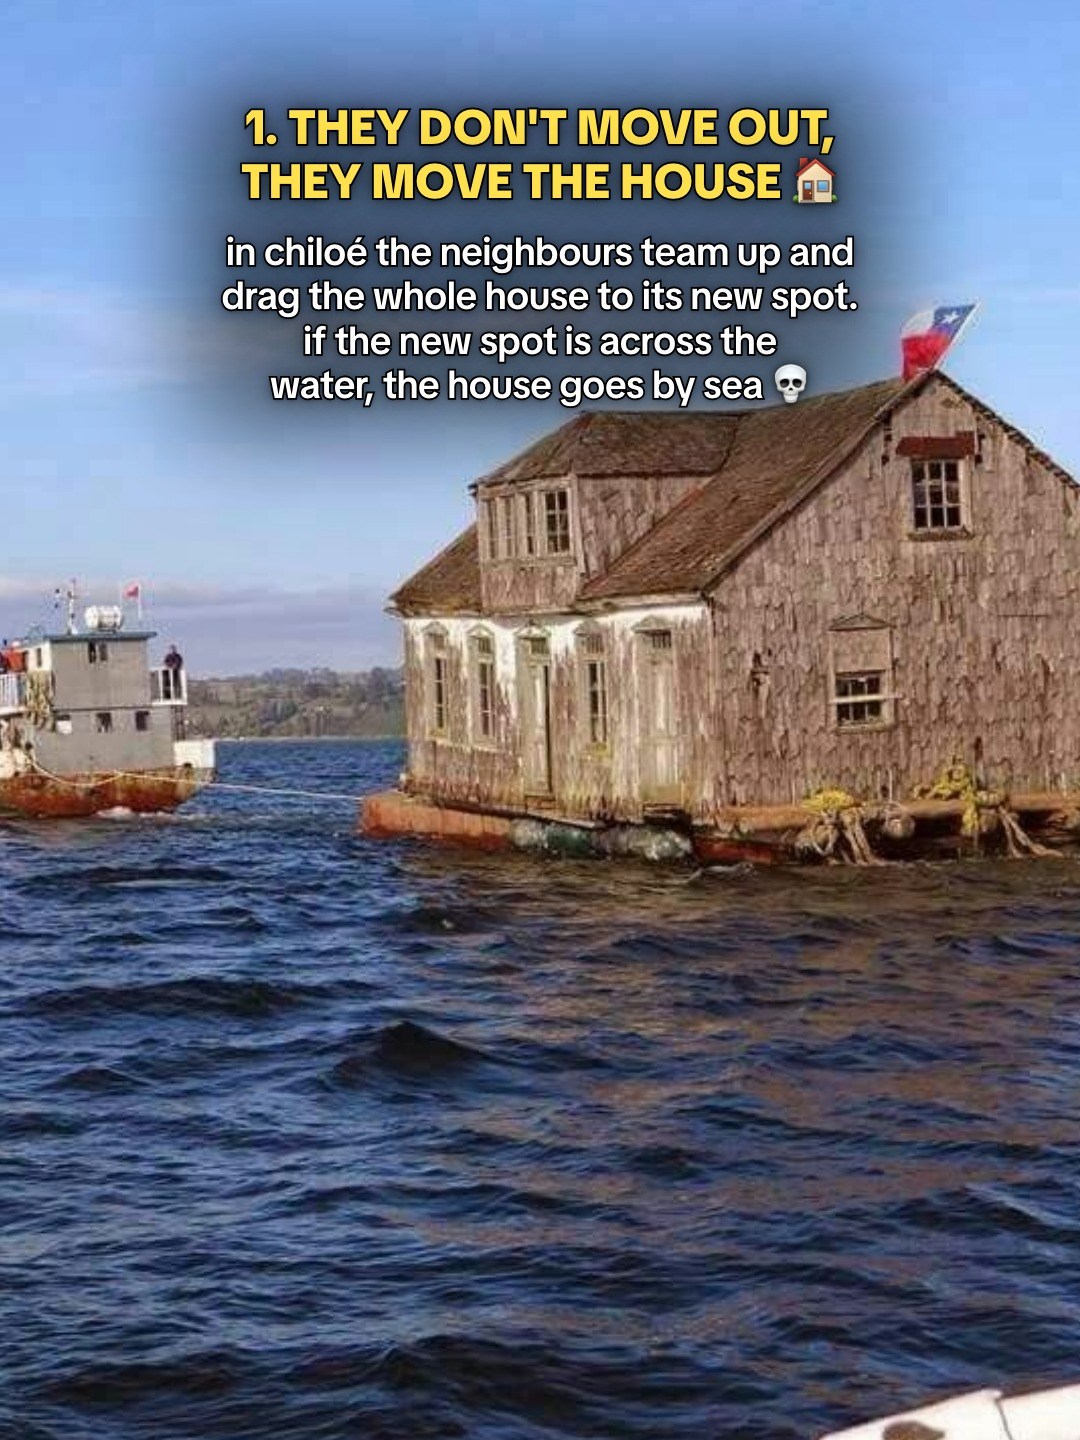 1. THEY DON'T MOVE OUT,
THEY MOVE THE HOUSE 🏠
in chiloé the neighbours team up and
drag the whole house to its new spot.
if the new spot is across the
water, the house goes by sea 💀